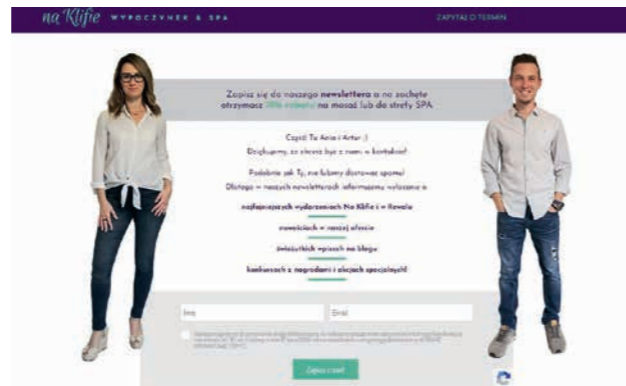 na Klifie WYPOCZYNEK & SPA
ZAPYTAJ O TERMIN
Zapisz się do naszego newslettera a na zachętę
otrzymasz rabatu na masaż lub do strefy SPA
Cześć! Tu Ania i Artur ;)
Dziękujemy, że chcesz być z nami w kontakcie!
Podobnie jak Ty, nie lubimy dostawać spamu!
Dlatego w naszych newsletterach informujemy wyłącznie o
najfajniejszych wydarzeniach Na Klifie i w Rewalu
nowościach w naszej ofercie
świeżutkich wpisach na blogu
konkursach z nagrodami i akcjach specjalnych!
Imię
Email
Zapisz się!